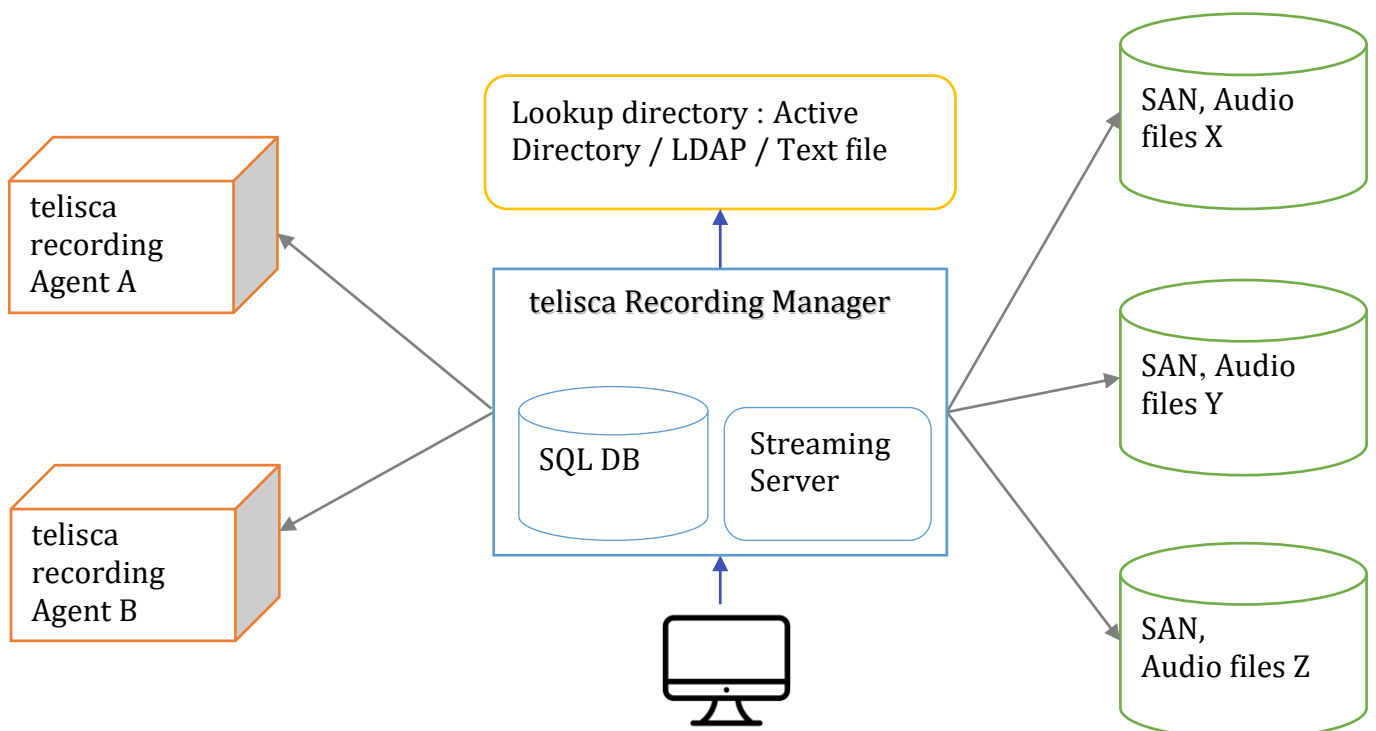 Lookup directory : Active
Directory / LDAP / Text file
telisca
recording
Agent A
telisca
recording
Agent B
telisca Recording Manager
SQL DB
Streaming
Server
SAN, Audio
files X
SAN, Audio
files Y
SAN,
Audio files Z